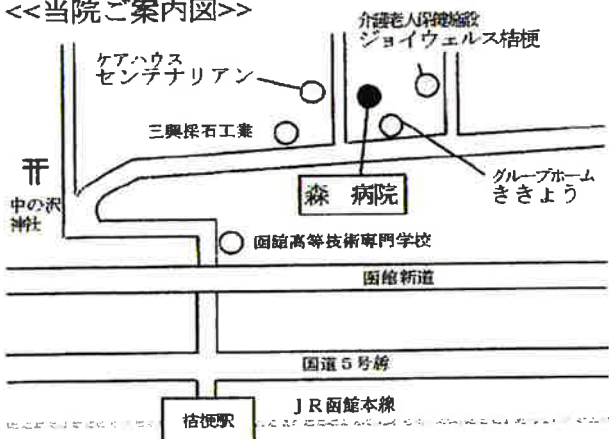 <<当院ご案内図>>
介護老人保健施設
ジョイウェルス桔梗
ケアハウス
センテナリアン
三興採石工業
中の沢
神社
森 病院
グループホーム
ききょう
函館高等技術専門学校
函館新道
国道5号線
JR函館本線
桔梗駅